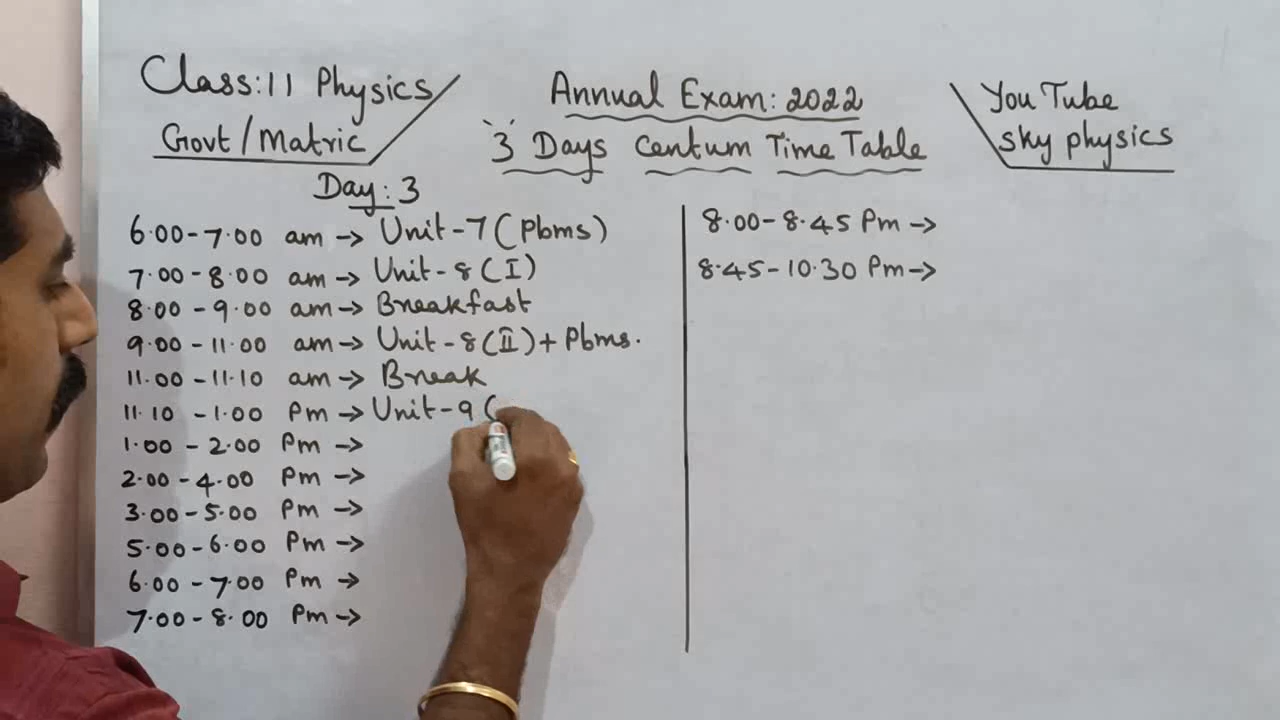 Class:11 Physics
Govt/Matric
Annual Exam: 2022
'3' Days Centum Time Table
You Tube
sky physics
Day: 3
6.00-7.00 am → Unit-7 (Pbms)
7.00-8.00 am → Unit-8 (I)
8.00-9.00 am → Breakfast
9.00-11.00 am → Unit-8 (II) + Pbms.
11.00-11.10 am → Break
11.10-1.00 Pm → Unit-9 (
1.00-2.00 Pm →
2.00-4.00 Pm →
3.00-5.00 Pm →
5.00-6.00 Pm →
6.00-7.00 Pm →
7.00-8.00 Pm →
8.00-8.45 Pm →
8.45-10.30 Pm →